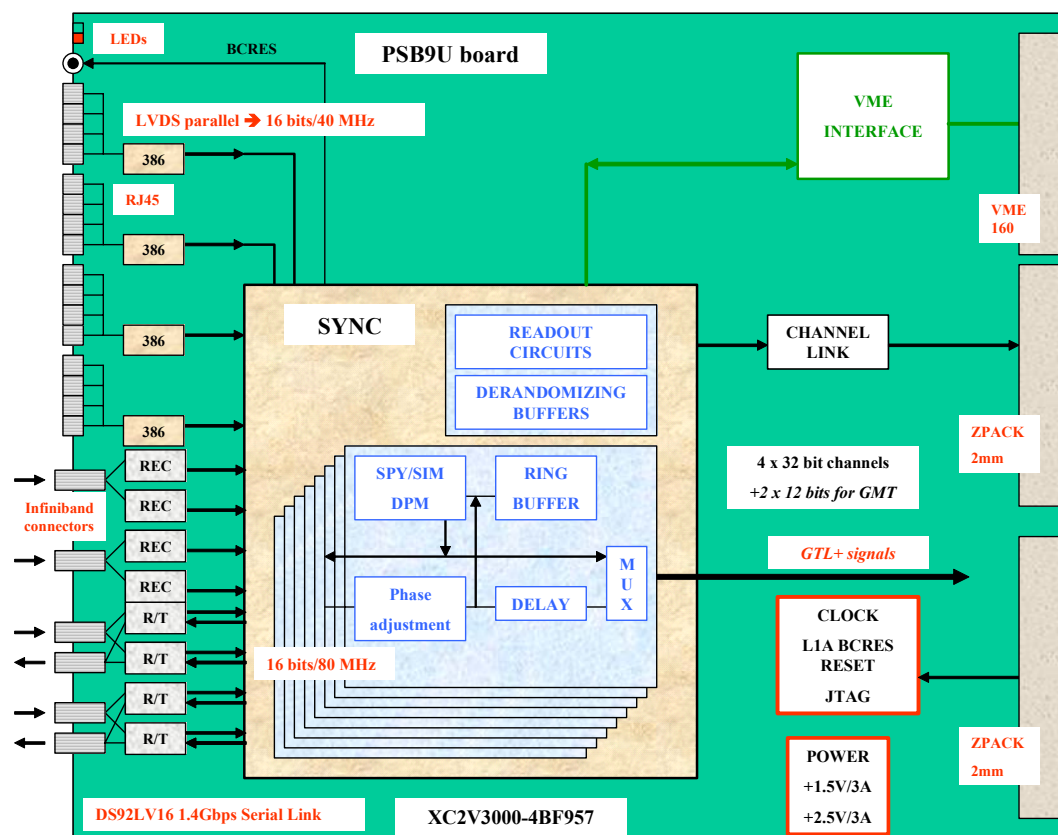 LEDs
BCRES
PSB9U board
LVDS parallel ➔ 16 bits/40 MHz
386
RJ45
386
386
386
VME
INTERFACE
VME
160
SYNC
READOUT
CIRCUITS
DERANDOMIZING
BUFFERS
CHANNEL
LINK
ZPACK
2mm
4 x 32 bit channels
+2 x 12 bits for GMT
REC
REC
REC
REC
Infiniband
connectors
R/T
R/T
R/T
R/T
16 bits/80 MHz
SPY/SIM
DPM
RING
BUFFER
Phase
adjustment
DELAY
M
U
X
GTL+ signals
CLOCK
L1A BCRES
RESET
JTAG
ZPACK
2mm
POWER
+1.5V/3A
+2.5V/3A
DS92LV16 1.4Gbps Serial Link
XC2V3000-4BF957